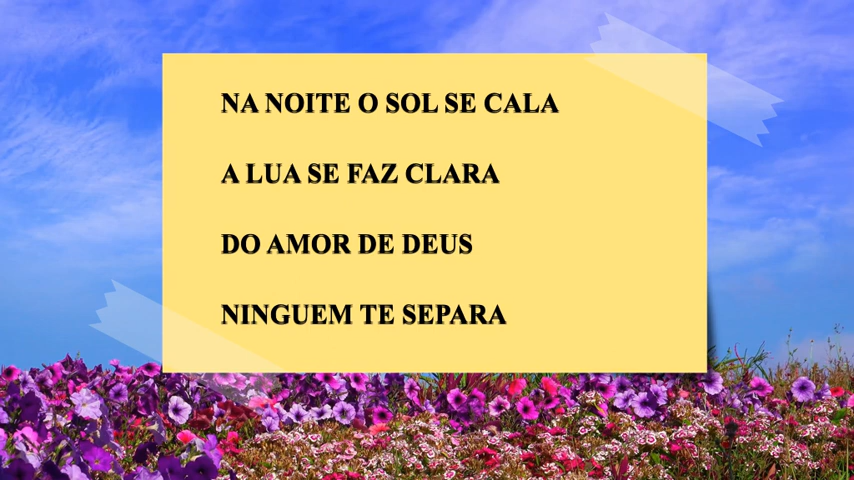 NA NOITE O SOL SE CALA
A LUA SE FAZ CLARA
DO AMOR DE DEUS
NINGUEM TE SEPARA